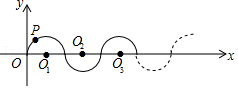 y
P
O₂
O O₁ O₃ x